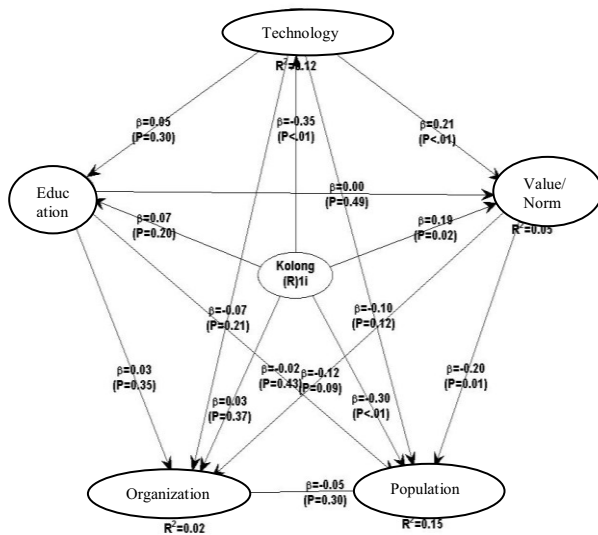 Technology
R²=0.12
β=0.05
(P=0.30)
β=-0.35
(P<.01)
β=0.21
(P<.01)
Educ
ation
β=0.00
(P=0.49)
Value/
Norm
R²=0.05
β=0.07
(P=0.20)
β=0.19
(P=0.02)
Kolong
(R)1i
β=-0.07
(P=0.21)
β=-0.10
(P=0.12)
β=0.03
(P=0.35)
β=-0.02
(P=0.43)
β=-0.12
(P=0.09)
β=-0.20
(P=0.01)
β=0.03
(P=0.37)
β=-0.30
(P<.01)
Organization
R²=0.02
β=-0.05
(P=0.30)
Population
R²=0.15